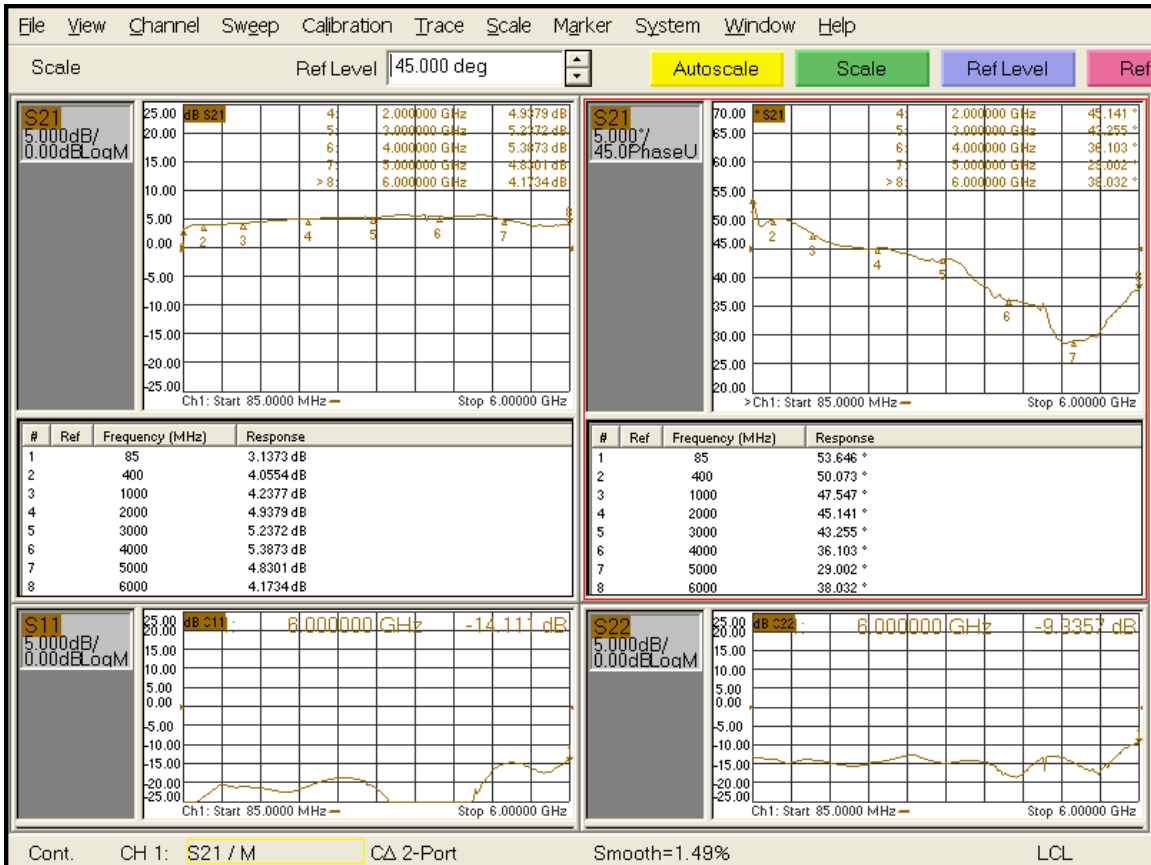 File View Channel Sweep Calibration Trace Scale Marker System Window Help
Scale Ref Level 45.000 deg Autoscale Scale Ref Level Ref
S21
5.000dB/
0.00dBLogM
25.00
20.00
15.00
10.00
5.00
0.00
-5.00
-10.00
-15.00
-20.00
-25.00
dB S21
4: 2.000000 GHz 4.9379 dB
5: 3.000000 GHz 5.2372 dB
6: 4.000000 GHz 5.3873 dB
7: 5.000000 GHz 4.8301 dB
>8: 6.000000 GHz 4.1734 dB
2 3 4 5 6 7 8
Ch1: Start 85.0000 MHz Stop 6.00000 GHz
S21
5.000°/
45.0PhaseU
70.00
65.00
60.00
55.00
50.00
45.00
40.00
35.00
30.00
25.00
20.00
° S21
4: 2.000000 GHz 45.141 °
5: 3.000000 GHz 43.255 °
6: 4.000000 GHz 36.103 °
7: 5.000000 GHz 29.002 °
>8: 6.000000 GHz 38.032 °
2 3 4 5 6 7 8
>Ch1: Start 85.0000 MHz Stop 6.00000 GHz
# Ref Frequency (MHz) Response
1 85 3.1373 dB
2 400 4.0554 dB
3 1000 4.2377 dB
4 2000 4.9379 dB
5 3000 5.2372 dB
6 4000 5.3873 dB
7 5000 4.8301 dB
8 6000 4.1734 dB
# Ref Frequency (MHz) Response
1 85 53.646 °
2 400 50.073 °
3 1000 47.547 °
4 2000 45.141 °
5 3000 43.255 °
6 4000 36.103 °
7 5000 29.002 °
8 6000 38.032 °
S11
5.000dB/
0.00dBLogM
25.00
20.00
15.00
10.00
5.00
0.00
-5.00
-10.00
-15.00
-20.00
-25.00
dB S11 : 6.000000 GHz -14.111 dB
Ch1: Start 85.0000 MHz Stop 6.00000 GHz
S22
5.000dB/
0.00dBLogM
25.00
20.00
15.00
10.00
5.00
0.00
-5.00
-10.00
-15.00
-20.00
-25.00
dB S22 : 6.000000 GHz dB
Ch1: Start 85.0000 MHz Stop 6.00000 GHz
Cont. CH 1: S21 / M CΔ 2-Port Smooth=1.49% LCL